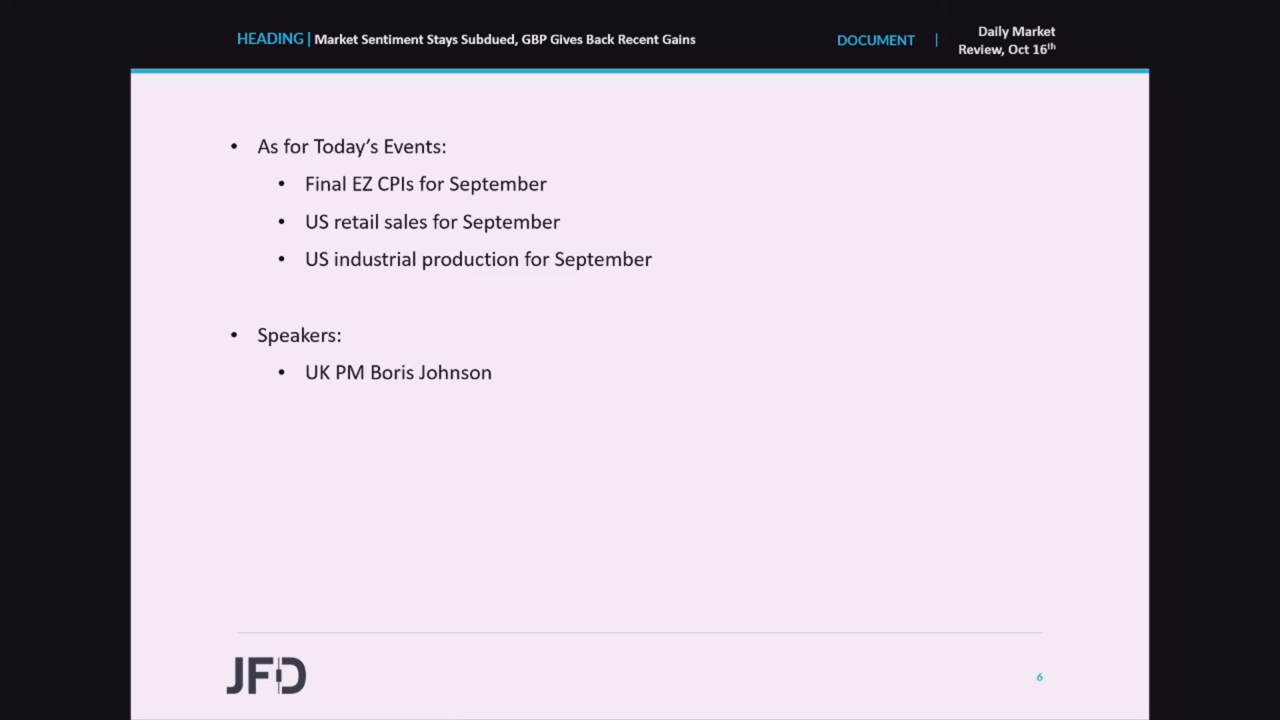 HEADING | Market Sentiment Stays Subdued, GBP Gives Back Recent Gains
DOCUMENT |
Daily Market
Review, Oct 16th
• As for Today’s Events:
• Final EZ CPIs for September
• US retail sales for September
• US industrial production for September
• Speakers:
• UK PM Boris Johnson
JFD
6